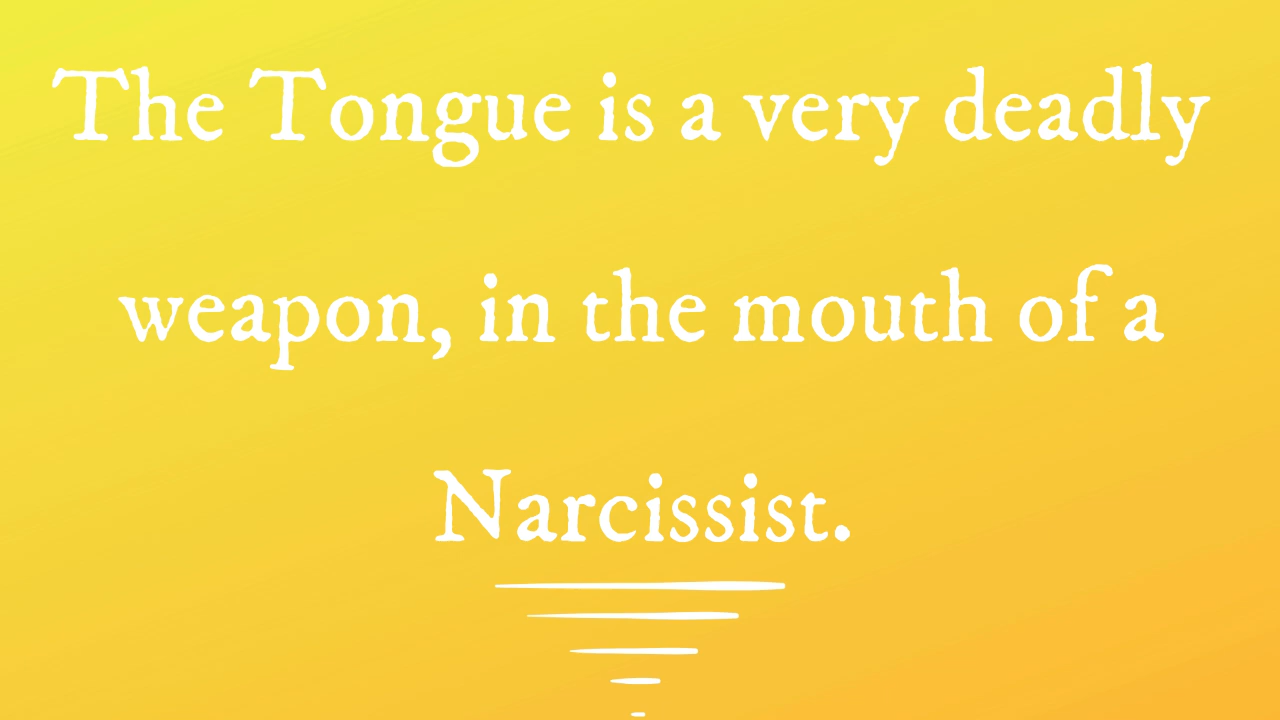 The Tongue is a very deadly
weapon, in the mouth of a
Narcissist.